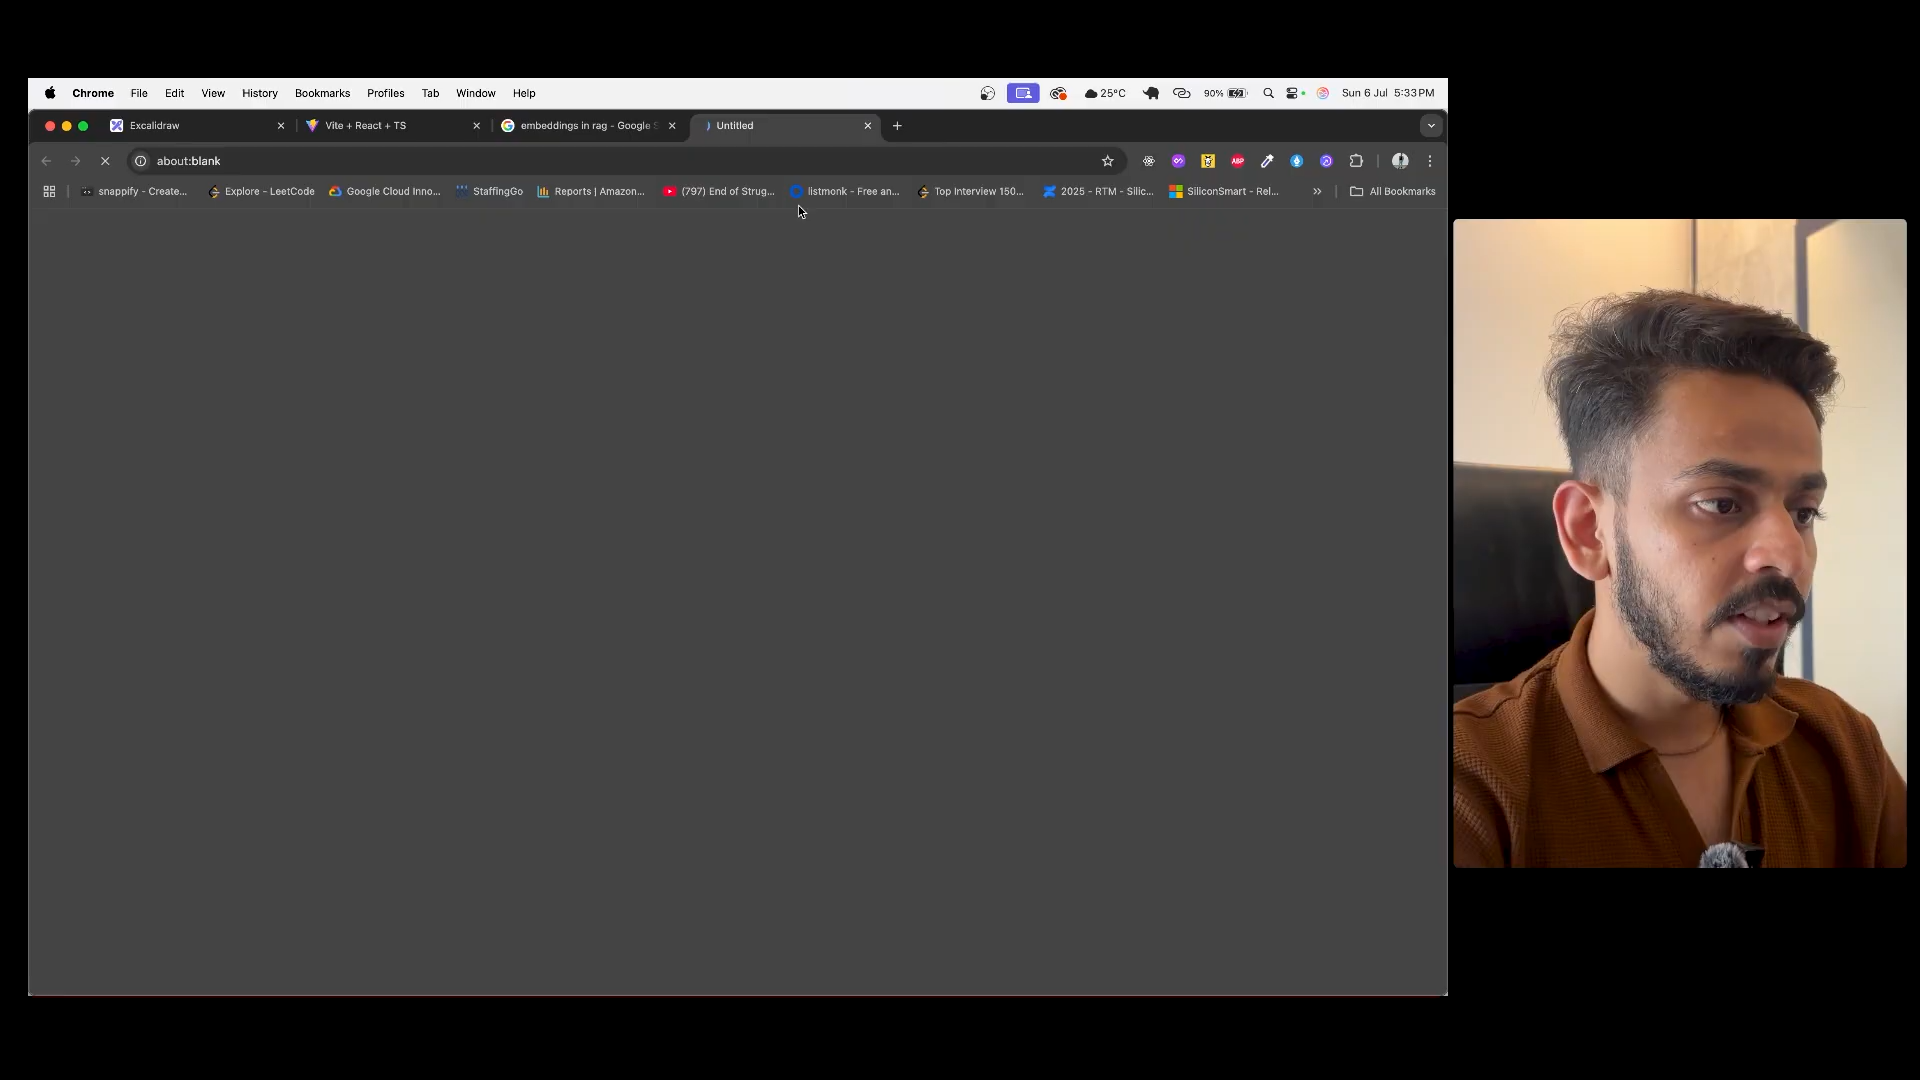 Chrome File Edit View History Bookmarks Profiles Tab Window Help 25°C 90% Sun 6 Jul 5:33 PM
Excalidraw Vite + React + TS embeddings in rag - Google S Untitled
about:blank
snappify - Create... Explore - LeetCode Google Cloud Inno... StaffingGo Reports | Amazon... (797) End of Strug... listmonk - Free an... Top Interview 150... 2025 - RTM - Silic... SiliconSmart - Rel... All Bookmarks
ABP